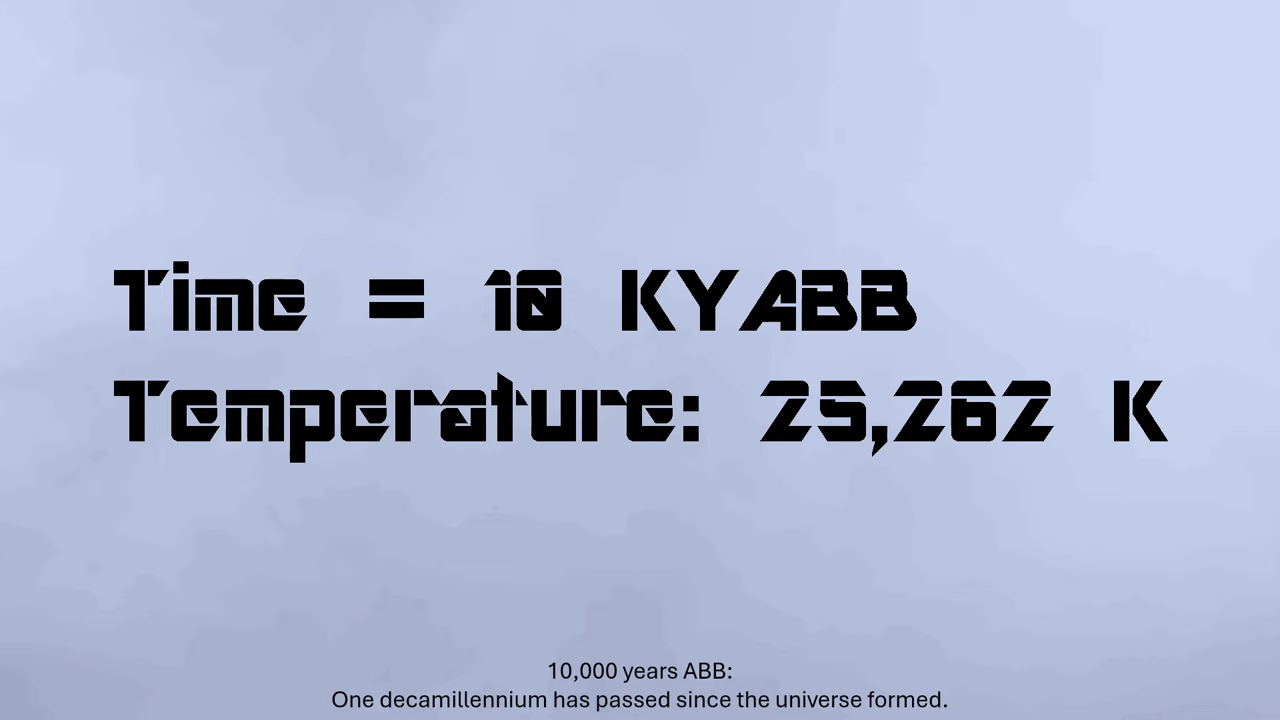 Time = 10 KYABB
Temperature: 25,262 K
10,000 years ABB:
One decamillennium has passed since the universe formed.